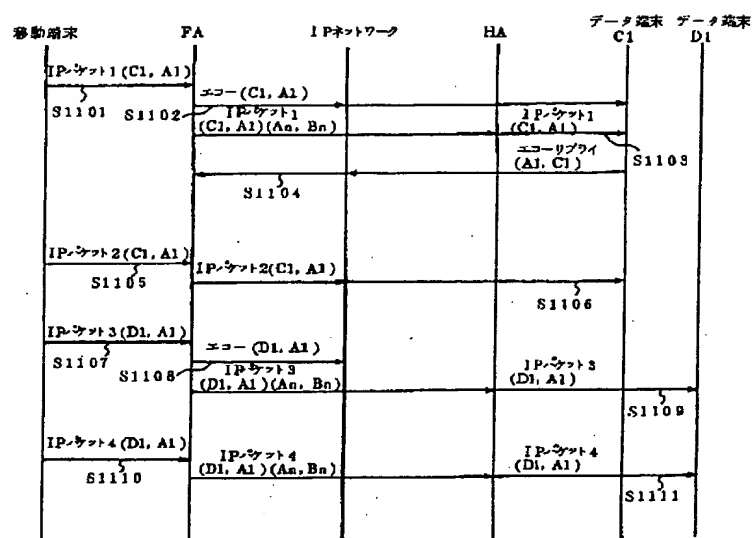 移動端末 FA IPネットワーク HA データ端末 C1 データ端末 D1
IPパケット1(C1, A1)
S1101
エコー(C1, A1)
S1102
IPパケット1
(C1, A1)(An, Bn)
IPパケット1
(C1, A1)
S1103
エコーリプライ
(A1, C1)
S1104
IPパケット2(C1, A1)
S1105
IPパケット2(C1, A1)
S1106
IPパケット3(D1, A1)
S1107
エコー(D1, A1)
S1108
IPパケット3
(D1, A1)(An, Bn)
IPパケット3
(D1, A1)
S1109
IPパケット4(D1, A1)
S1110
IPパケット4
(D1, A1)(An, Bn)
IPパケット4
(D1, A1)
S1111